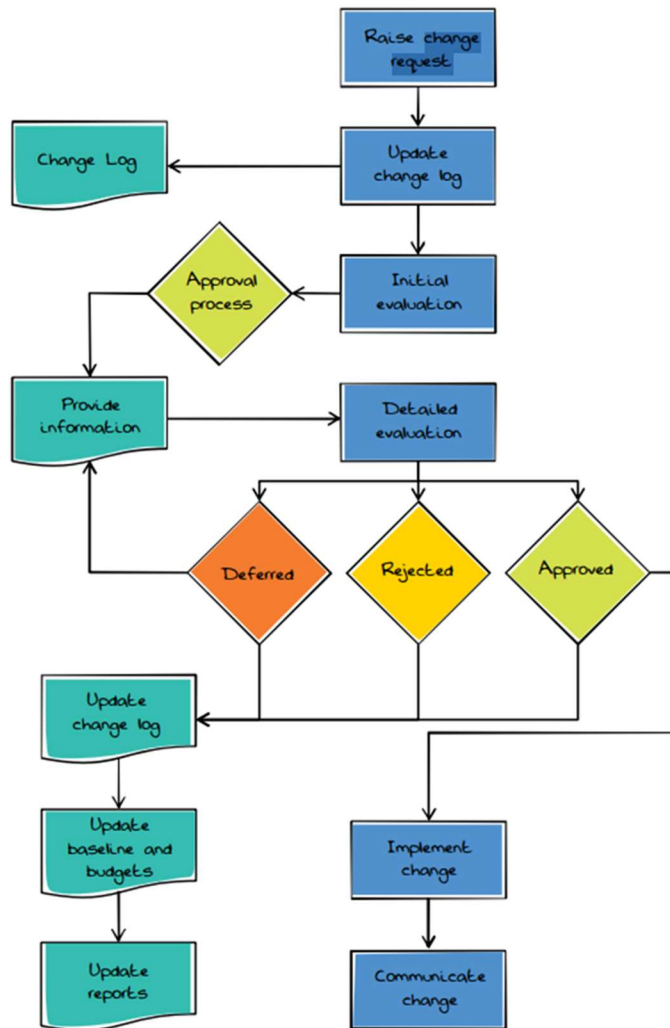 Raise change
request
Change Log
Update
change log
Approval
process
Initial
evaluation
Provide
information
Detailed
evaluation
Deferred
Rejected
Approved
Update
change log
Update
baseline and
budgets
Implement
change
Update
reports
Communicate
change